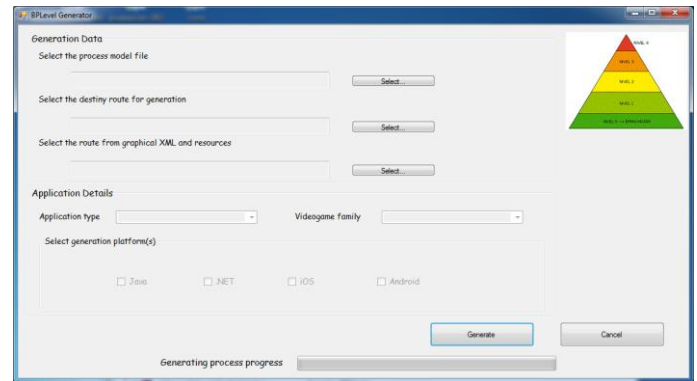 BPLevel Generator
Generation Data
Select the process model file
Select...
Select the destiny route for generation
Select...
Select the route from graphical XML and resources
Select...
Application Details
Application type
Videogame family
Select generation platform(s)
Java
.NET
iOS
Android
Generate
Cancel
Generating process progress
NIVEL 4